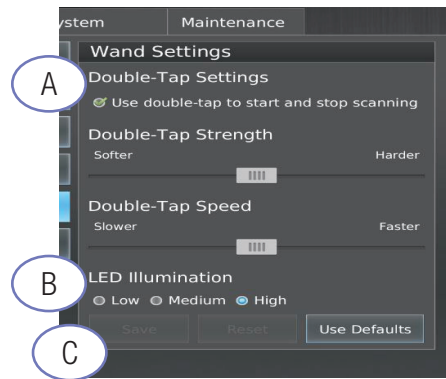 ystem Maintenance
Wand Settings
A
Double-Tap Settings
Use double-tap to start and stop scanning
Double-Tap Strength
Softer Harder
Double-Tap Speed
Slower Faster
B
LED Illumination
Low Medium High
Save Reset Use Defaults
C